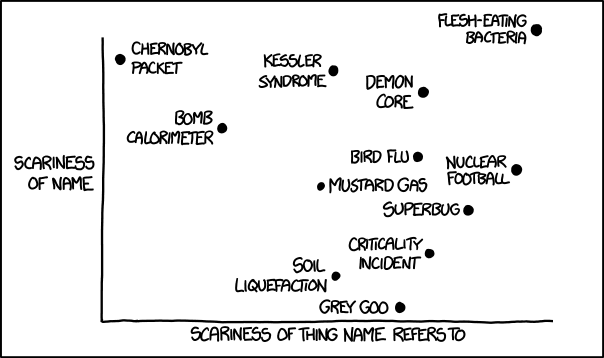 FLESH-EATING
BACTERIA
CHERNOBYL
PACKET
KESSLER
SYNDROME
DEMON
CORE
BOMB
CALORIMETER
BIRD FLU
NUCLEAR
FOOTBALL
SCARINESS
OF NAME
MUSTARD GAS
SUPERBUG
CRITICALITY
INCIDENT
SOIL
LIQUEFACTION
GREY GOO
SCARINESS OF THING NAME REFERS TO